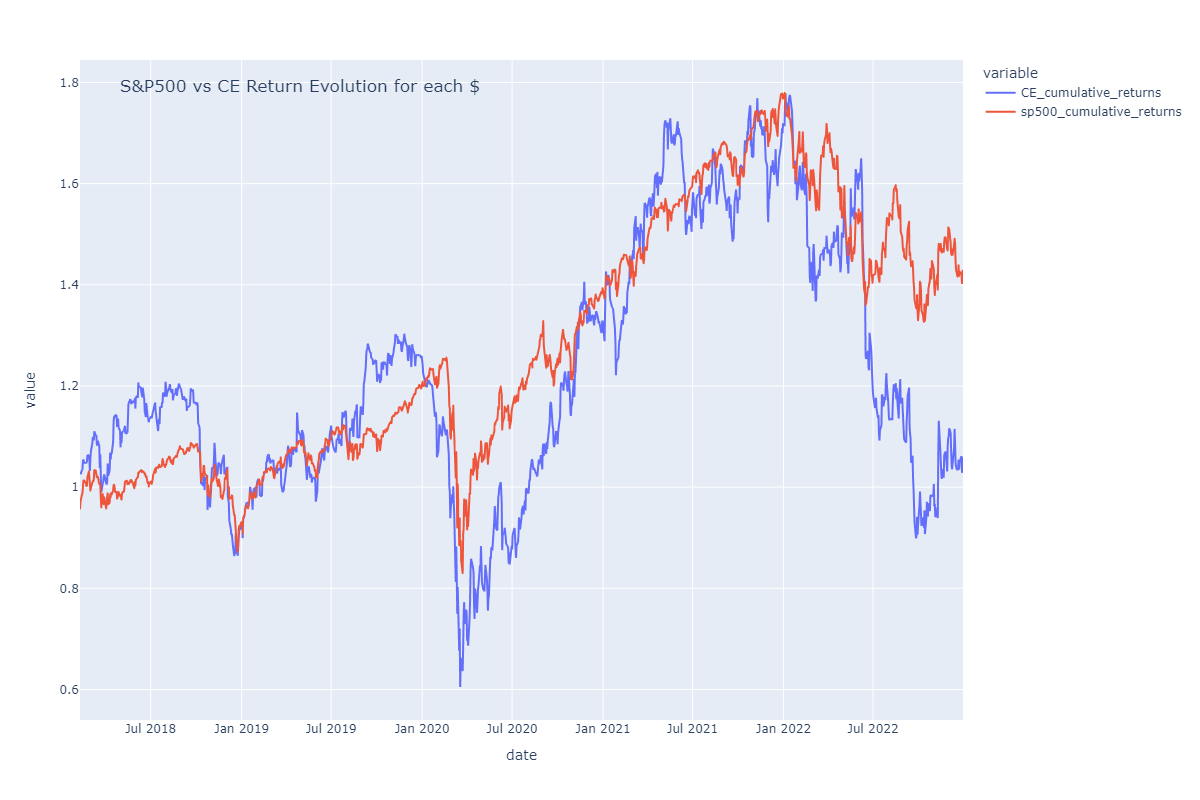 S&P500 vs CE Return Evolution for each $
variable
CE_cumulative_returns
sp500_cumulative_returns
value
1.8
1.6
1.4
1.2
1
0.8
0.6
Jul 2018
Jan 2019
Jul 2019
Jan 2020
Jul 2020
Jan 2021
Jul 2021
Jan 2022
Jul 2022
date